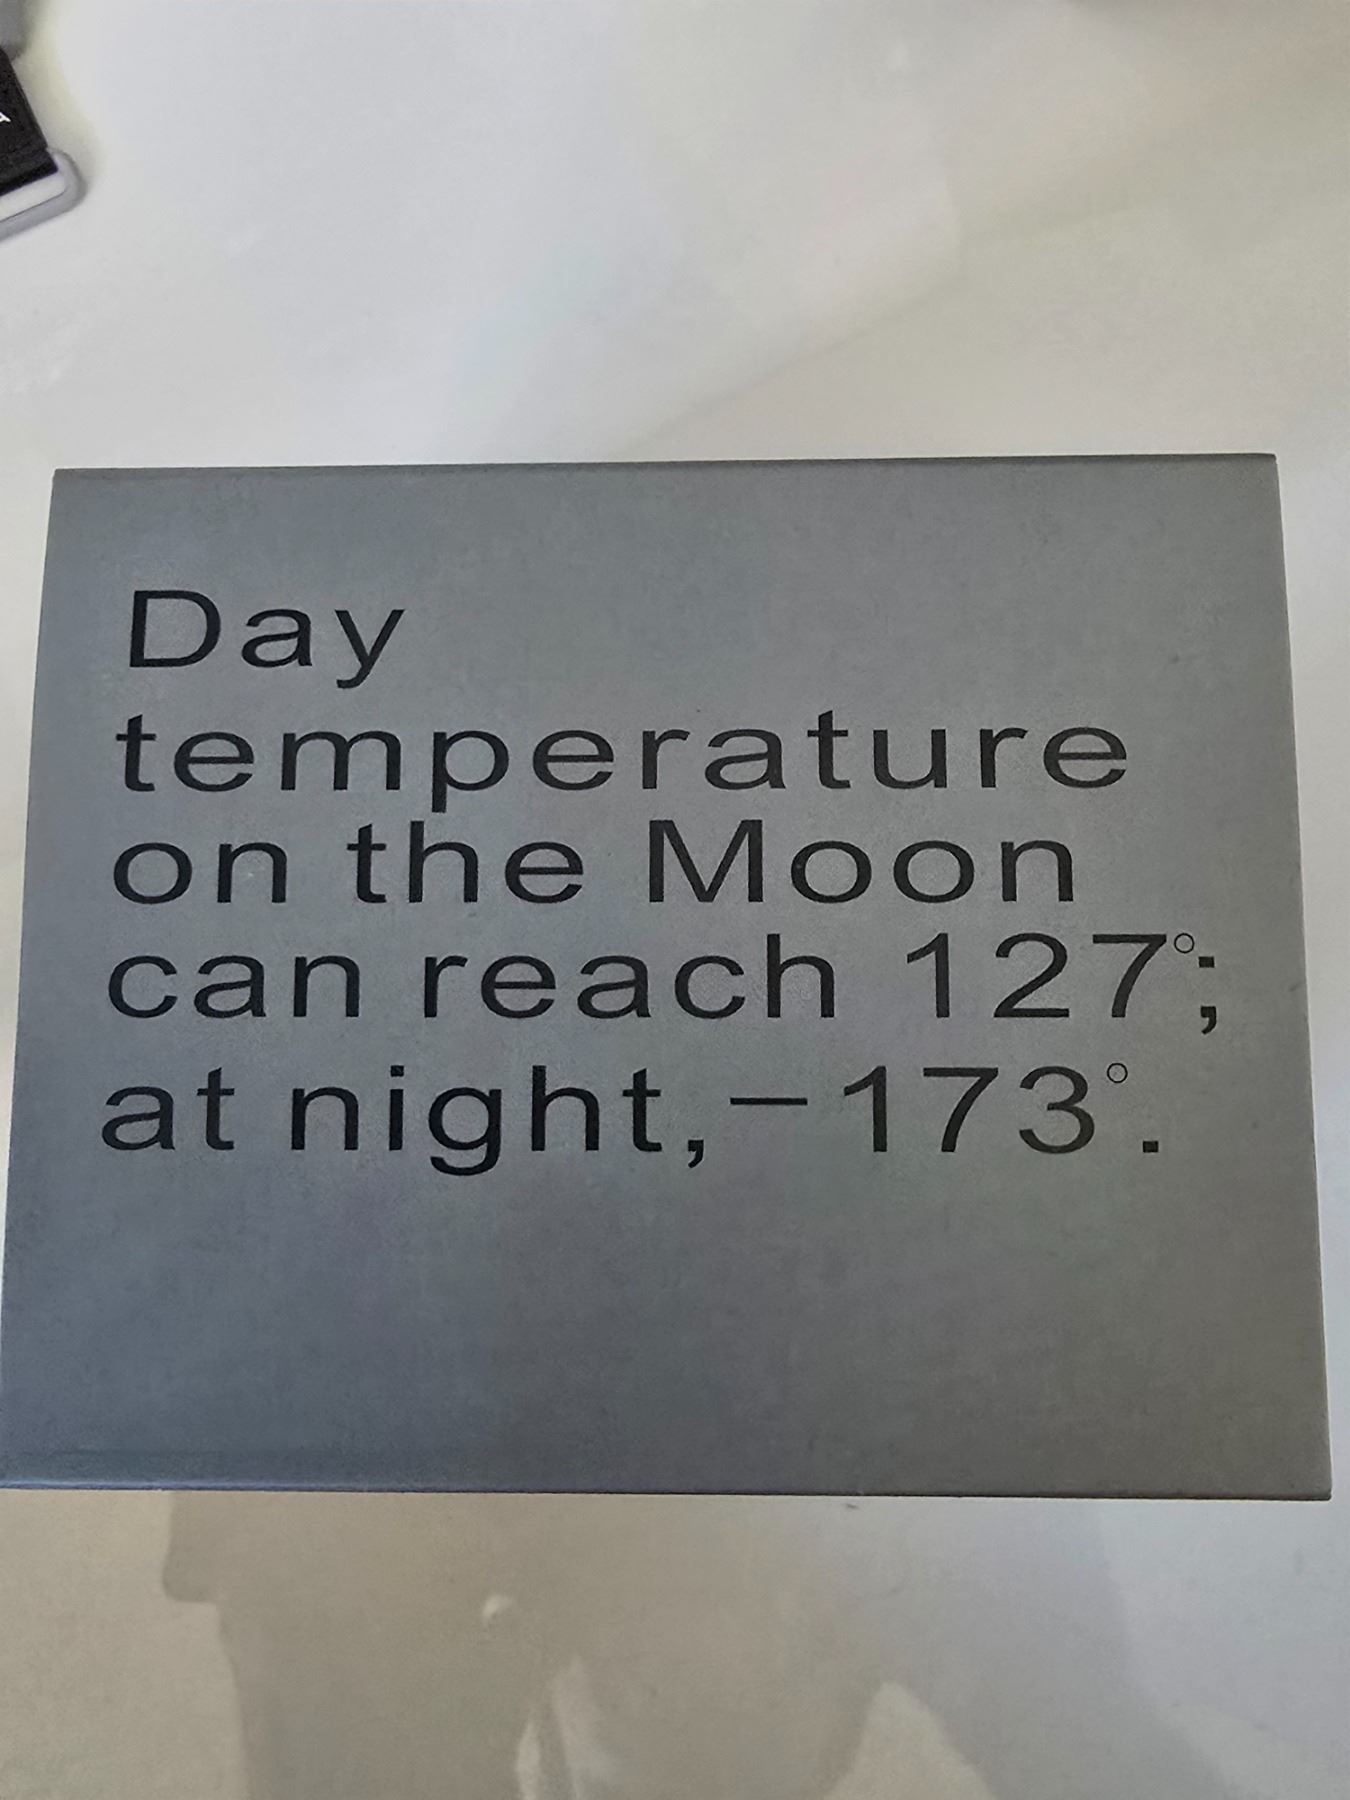 Day
temperature
on the Moon
can reach 127°;
at night,–173°.